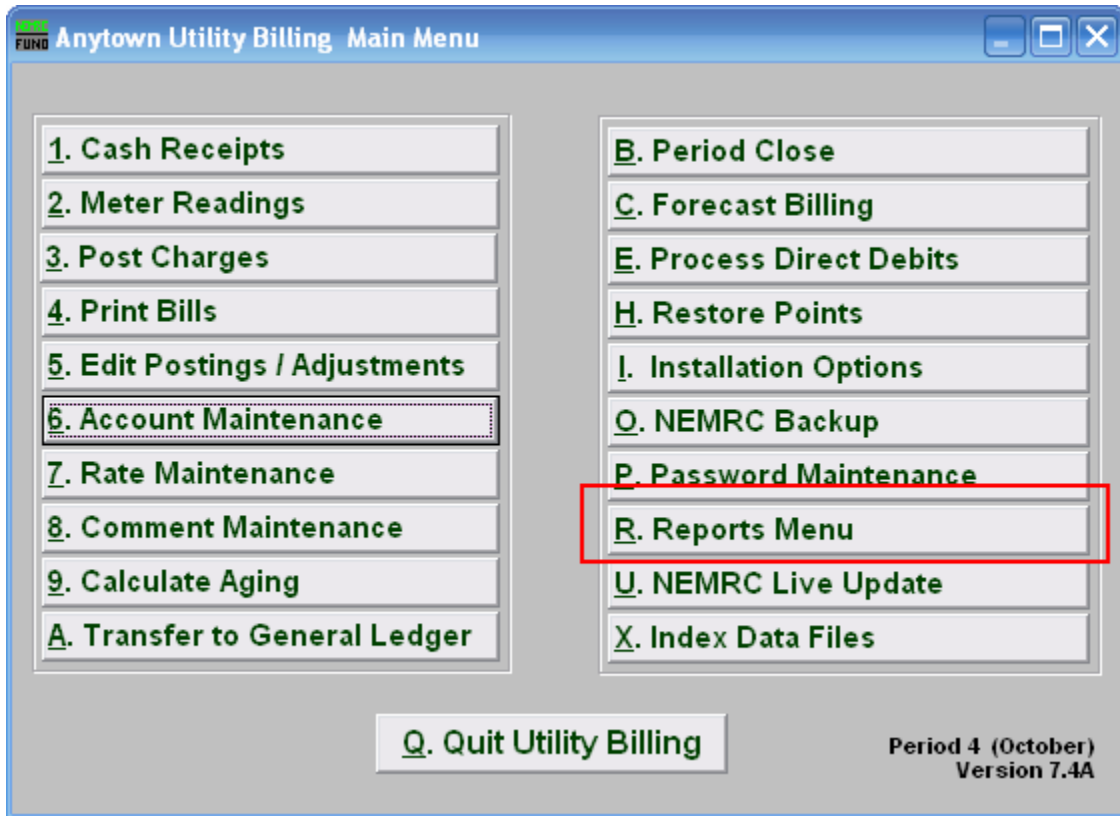 NEMRC
FUND
Anytown Utility Billing Main Menu
1. Cash Receipts
2. Meter Readings
3. Post Charges
4. Print Bills
5. Edit Postings / Adjustments
6. Account Maintenance
7. Rate Maintenance
8. Comment Maintenance
9. Calculate Aging
A. Transfer to General Ledger
B. Period Close
C. Forecast Billing
E. Process Direct Debits
H. Restore Points
I. Installation Options
O. NEMRC Backup
P. Password Maintenance
R. Reports Menu
U. NEMRC Live Update
X. Index Data Files
Q. Quit Utility Billing
Period 4 (October)
Version 7.4A